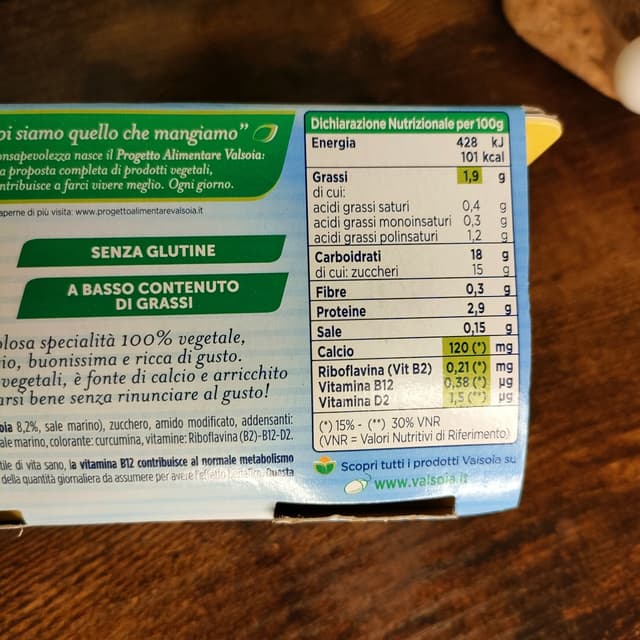 oi siamo quello che mangiamo”
onsapevolezza nasce il Progetto Alimentare Valsoia:
a proposta completa di prodotti vegetali,
ntribuisce a farci vivere meglio. Ogni giorno.
aperne di più visita: www.progettoalimentarevalsoia.it
SENZA GLUTINE
A BASSO CONTENUTO
DI GRASSI
olosa specialità 100% vegetale,
io, buonissima e ricca di gusto.
vegetali, è fonte di calcio e arricchito
arsi bene senza rinunciare al gusto!
oia 8,2%, sale marino), zucchero, amido modificato, addensanti:
ale marino, colorante: curcumina, vitamine: Riboflavina (B2)-B12-D2.
tile di vita sano, la vitamina B12 contribuisce al normale metabolismo
della quantità giornaliera da assumere per avere l'effetto benefico. Questa
Dichiarazione Nutrizionale per 100g
Energia 428 kJ
101 kcal
Grassi 1,9 g
di cui:
acidi grassi saturi 0,4 g
acidi grassi monoinsaturi 0,3 g
acidi grassi polinsaturi 1,2 g
Carboidrati 18 g
di cui: zuccheri 15 g
Fibre 0,3 g
Proteine 2,9 g
Sale 0,15 g
Calcio 120 (*) mg
Riboflavina (Vit B2) 0,21 (*) mg
Vitamina B12 0,38 (*) µg
Vitamina D2 1,5 (**) µg
(*) 15% - (**) 30% VNR
(VNR = Valori Nutritivi di Riferimento)
Scopri tutti i prodotti Valsoia su
www.valsoia.it